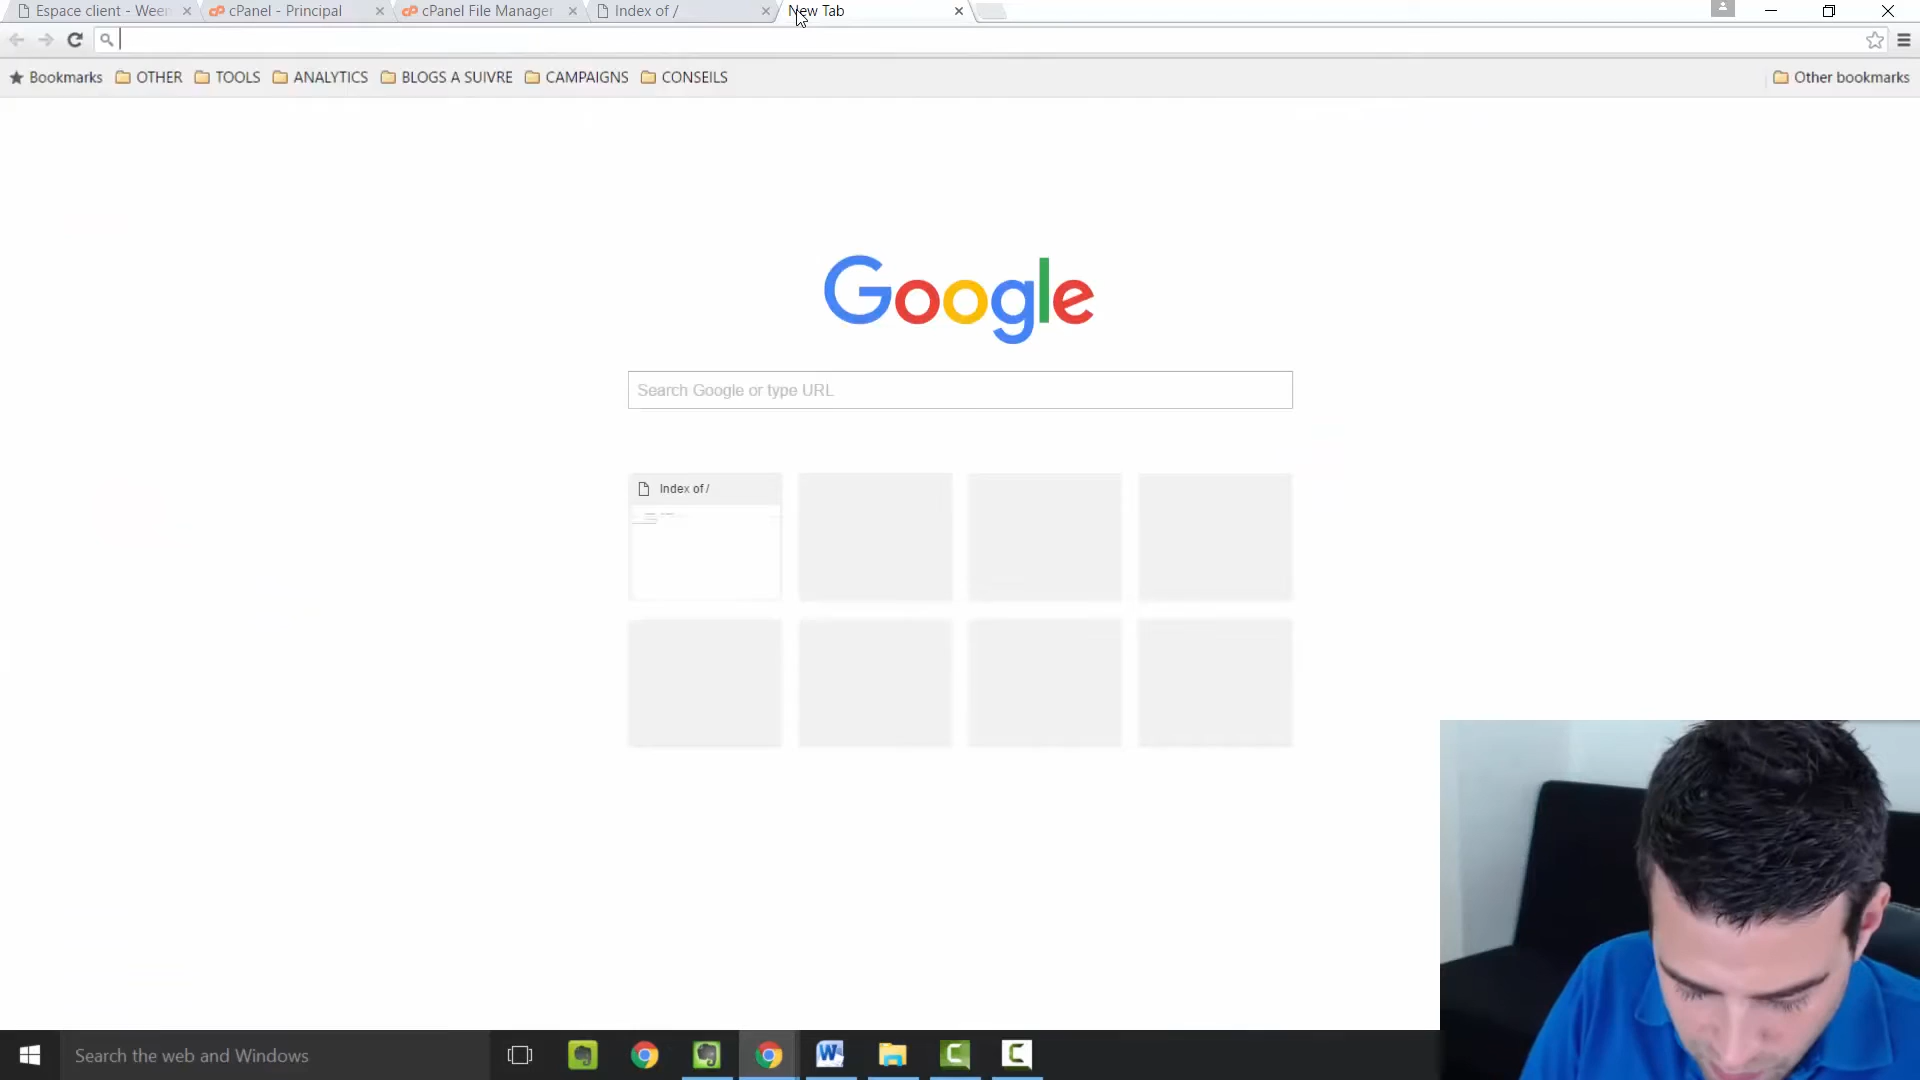 Espace client - Ween
cPanel - Principal
cPanel File Manager
Index of /
New Tab
Bookmarks
OTHER
TOOLS
ANALYTICS
BLOGS A SUIVRE
CAMPAIGNS
CONSEILS
Other bookmarks
Google
Search Google or type URL
Index of /
Search the web and Windows